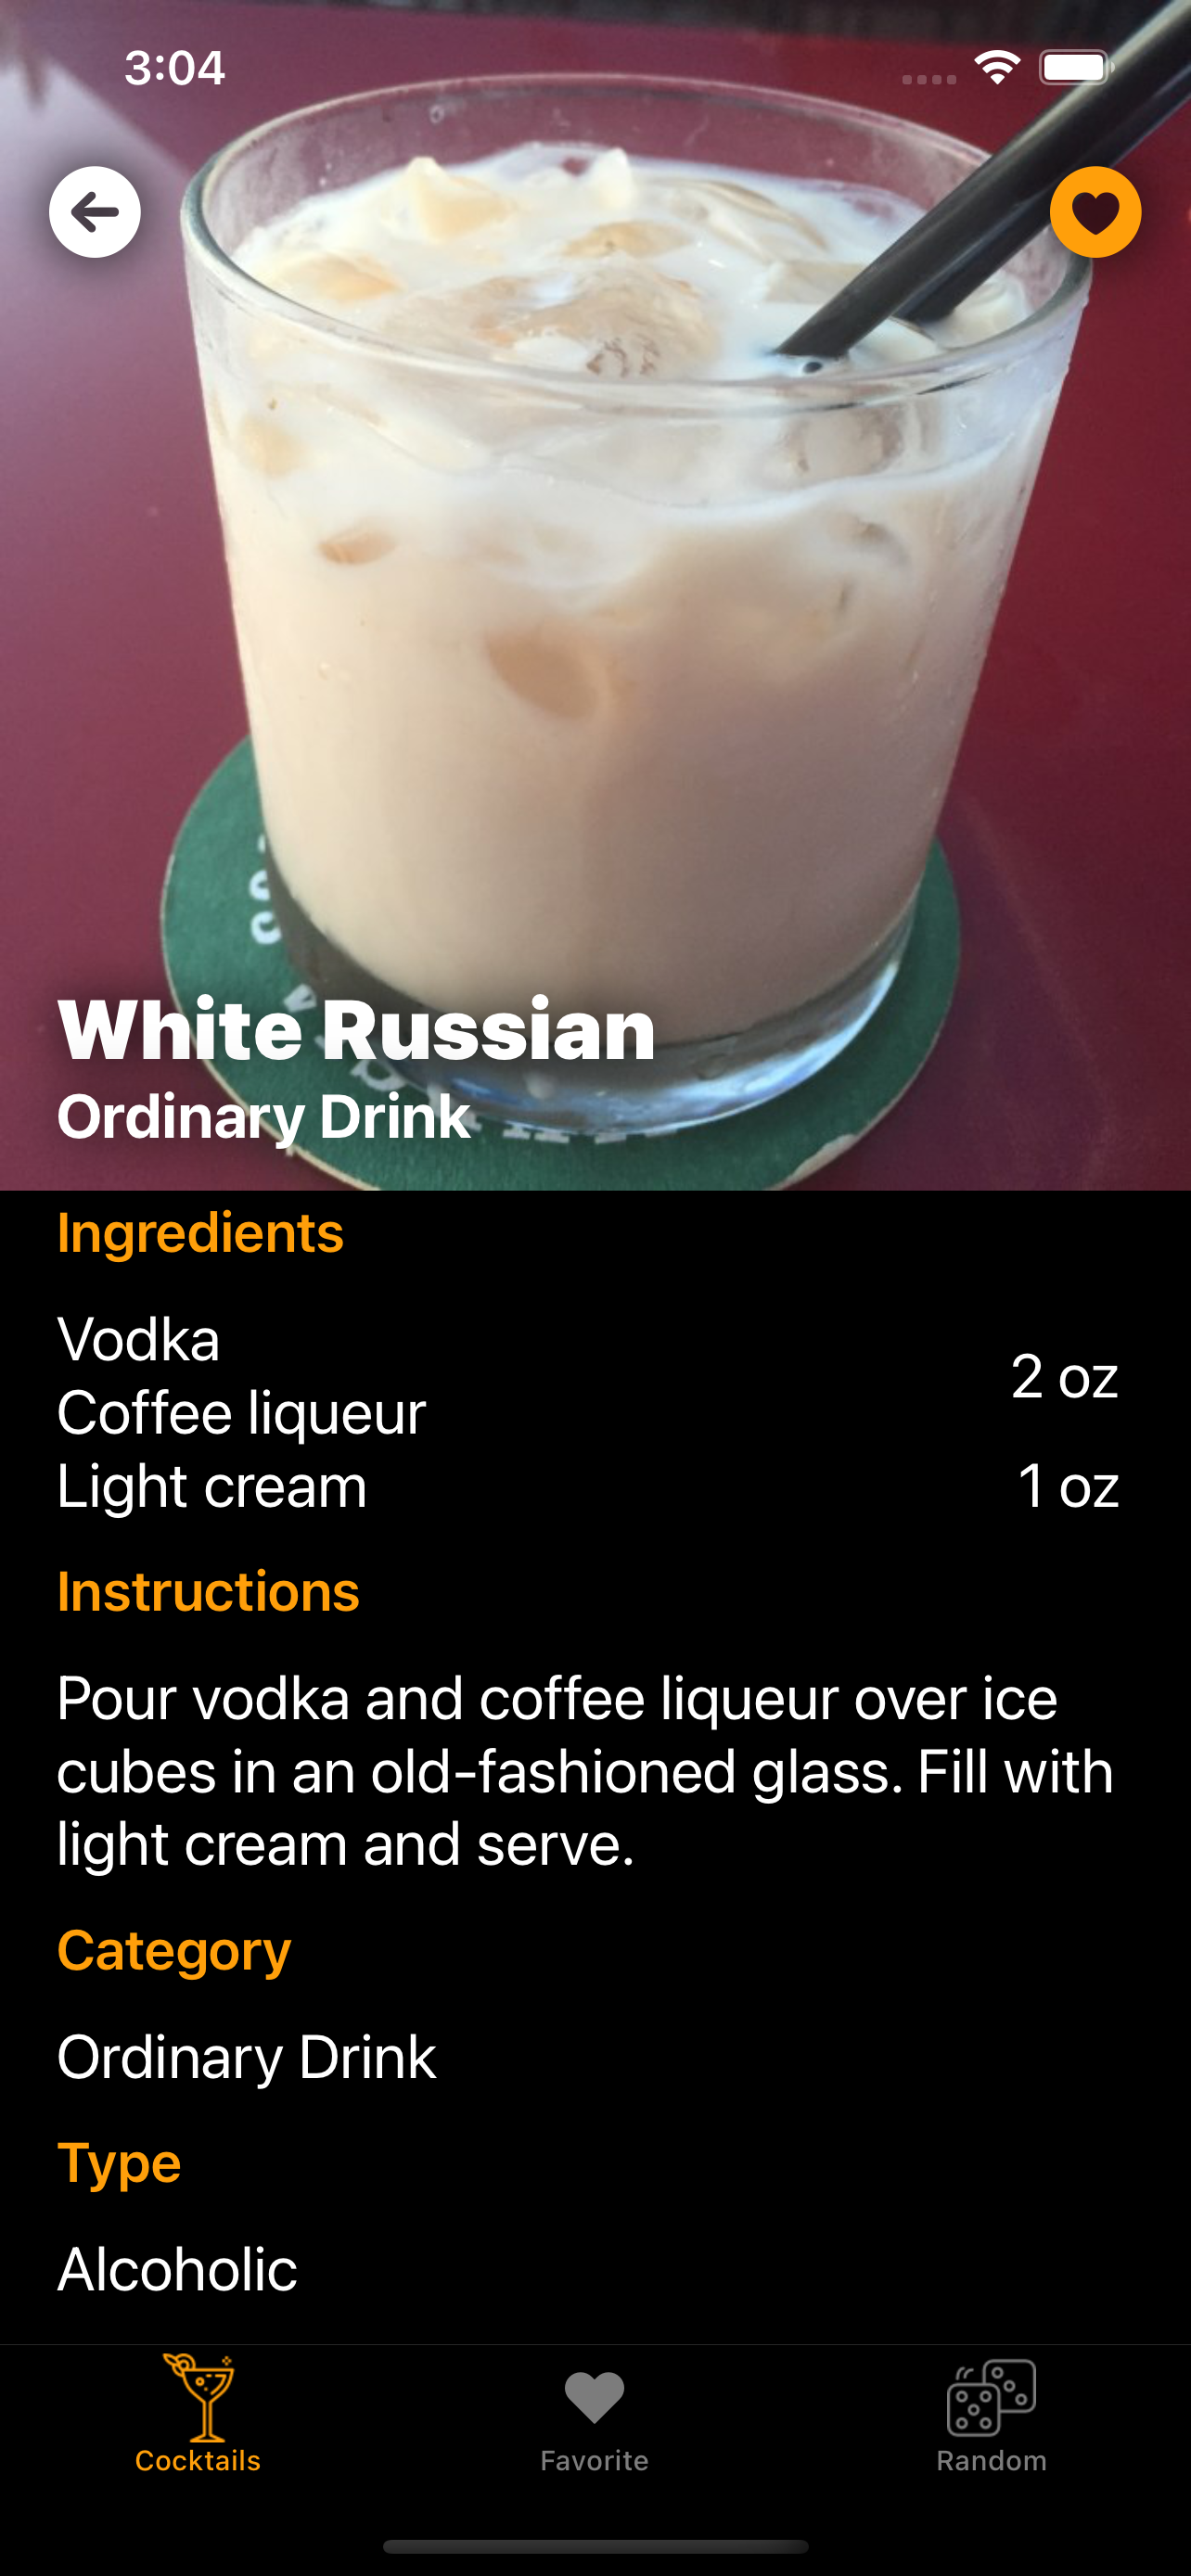 3:04
White Russian
Ordinary Drink
Ingredients
Vodka
2 oz
Coffee liqueur
Light cream 1 oz
Instructions
Pour vodka and coffee liqueur over ice
cubes in an old-fashioned glass. Fill with
light cream and serve.
Category
Ordinary Drink
Type
Alcoholic
Cocktails Favorite Random